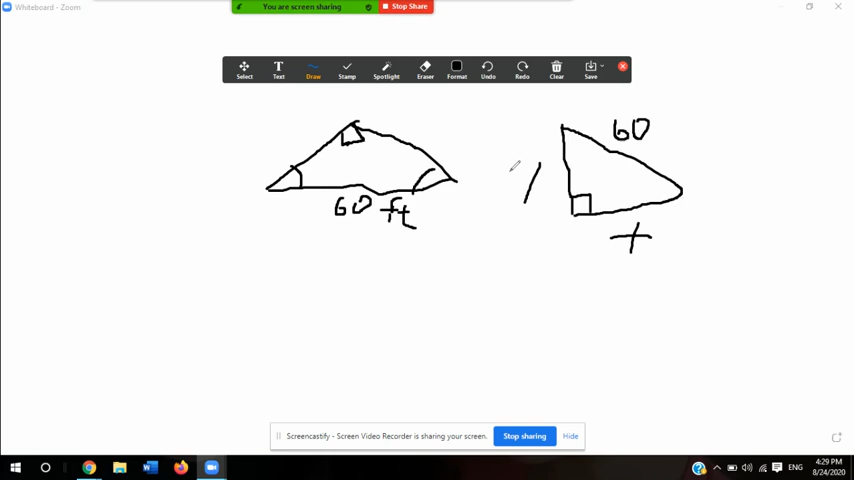 Whiteboard - Zoom
You are screen sharing
Stop Share
Select
Text
Draw
Stamp
Spotlight
Eraser
Format
Undo
Redo
Clear
Save
60
60 ft
Screencastify - Screen Video Recorder is sharing your screen.
Stop sharing
Hide
ENG
4:29 PM
8/24/2020